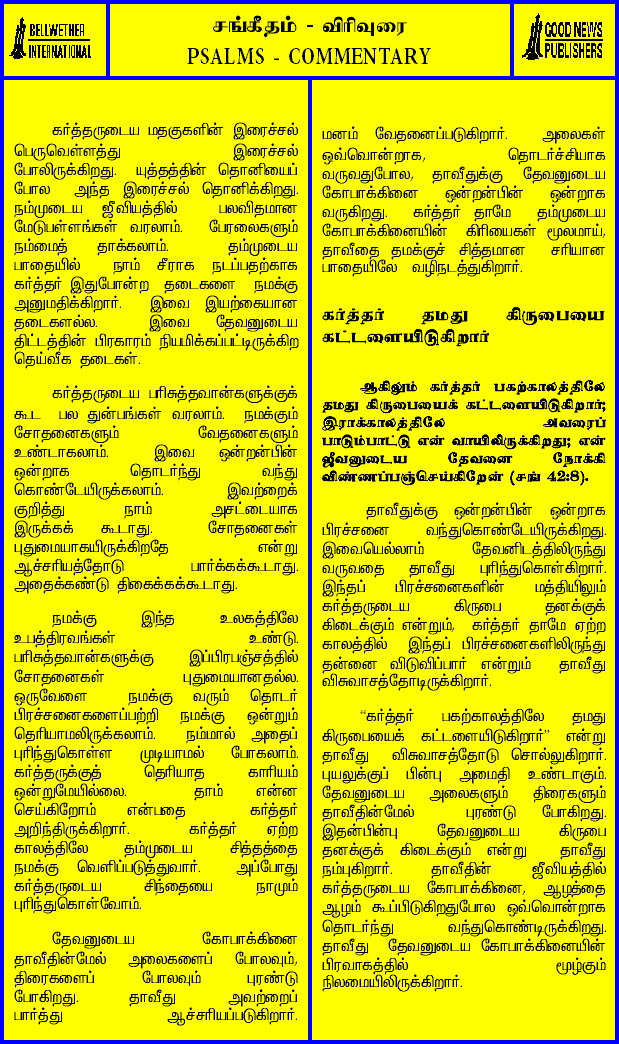 BELLWETHER
INTERNATIONAL
சங்கீதம் - விரிவுரை
PSALMS - COMMENTARY
GOOD NEWS
PUBLISHERS
கர்த்தருடைய மதகுகளின் இரைச்சல்
பெருவெள்ளத்து இரைச்சல்
போலிருக்கிறது. யுத்தத்தின் தொனியைப்
போல அந்த இரைச்சல் தொனிக்கிறது.
நம்முடைய ஜீவியத்தில் பலவிதமான
மேடுபள்ளங்கள் வரலாம். பேரலைகளும்
நம்மைத் தாக்கலாம். தம்முடைய
பாதையில் நாம் சீராக நடப்பதற்காக
கர்த்தர் இதுபோன்ற தடைகளை நமக்கு
அனுமதிக்கிறார். இவை இயற்கையான
தடைகளல்ல. இவை தேவனுடைய
திட்டத்தின் பிரகாரம் நியமிக்கப்பட்டிருக்கிற
தெய்வீக தடைகள்.
கர்த்தருடைய பரிசுத்தவான்களுக்குக்
கூட பல துன்பங்கள் வரலாம். நமக்கும்
சோதனைகளும் வேதனைகளும்
உண்டாகலாம். இவை ஒன்றன்பின்
ஒன்றாக தொடர்ந்து வந்து
கொண்டேயிருக்கலாம். இவற்றைக்
குறித்து நாம் அசட்டையாக
இருக்கக் கூடாது. சோதனைகள்
புதுமையாகயிருக்கிறதே என்று
ஆச்சரியத்தோடு பார்க்கக்கூடாது.
அதைக்கண்டு திகைக்கக்கூடாது.
நமக்கு இந்த உலகத்திலே
உபத்திரவங்கள் உண்டு.
பரிசுத்தவான்களுக்கு இப்பிரபஞ்சத்தில்
சோதனைகள் புதுமையானதல்ல.
ஒருவேளை நமக்கு வரும் தொடர்
பிரச்சனைகளைப்பற்றி நமக்கு ஒன்றும்
தெரியாமலிருக்கலாம். நம்மால் அதைப்
புரிந்துகொள்ள முடியாமல் போகலாம்.
கர்த்தருக்குத் தெரியாத காரியம்
ஒன்றுமேயில்லை. தாம் என்ன
செய்கிறோம் என்பதை கர்த்தர்
அறிந்திருக்கிறார். கர்த்தர் ஏற்ற
காலத்திலே தம்முடைய சித்தத்தை
நமக்கு வெளிப்படுத்துவார். அப்போது
கர்த்தருடைய சிந்தையை நாமும்
புரிந்துகொள்வோம்.
தேவனுடைய கோபாக்கினை
தாவீதின்மேல் அலைகளைப் போலவும்,
திரைகளைப் போலவும் புரண்டு
போகிறது. தாவீது அவற்றைப்
பார்த்து ஆச்சரியப்படுகிறார்.
மனம் வேதனைப்படுகிறார். அலைகள்
ஒவ்வொன்றாக, தொடர்ச்சியாக
வருவதுபோல, தாவீதுக்கு தேவனுடைய
கோபாக்கினை ஒன்றன்பின் ஒன்றாக
வருகிறது. கர்த்தர் தாமே தம்முடைய
கோபாக்கினையின் கிரியைகள் மூலமாய்,
தாவீதை தமக்குச் சித்தமான சரியான
பாதையிலே வழிநடத்துகிறார்.
கர்த்தர் தமது கிருபையை
கட்டளையிடுகிறார்
ஆகிலும் கர்த்தர் பகற்காலத்திலே
தமது கிருபையைக் கட்டளையிடுகிறார்;
இராக்காலத்திலே அவரைப்
பாடும்பாட்டு என் வாயிலிருக்கிறது; என்
ஜீவனுடைய தேவனை நோக்கி
விண்ணப்பஞ்செய்கிறேன் (சங் 42:8).
தாவீதுக்கு ஒன்றன்பின் ஒன்றாக
பிரச்சனை வந்துகொண்டேயிருக்கிறது.
இவையெல்லாம் தேவனிடத்திலிருந்து
வருவதை தாவீது புரிந்துகொள்கிறார்.
இந்தப் பிரச்சனைகளின் மத்தியிலும்
கர்த்தருடைய கிருபை தனக்குக்
கிடைக்கும் என்றும், கர்த்தர் தாமே ஏற்ற
காலத்தில் இந்தப் பிரச்சனைகளிலிருந்து
தன்னை விடுவிப்பார் என்றும் தாவீது
விசுவாசத்தோடிருக்கிறார்.
“கர்த்தர் பகற்காலத்திலே தமது
கிருபையைக் கட்டளையிடுகிறார்” என்று
தாவீது விசுவாசத்தோடு சொல்லுகிறார்.
புயலுக்குப் பின்பு அமைதி உண்டாகும்.
தேவனுடைய அலைகளும் திரைகளும்
தாவீதின்மேல் புரண்டு போகிறது.
இதன்பின்பு தேவனுடைய கிருபை
தனக்குக் கிடைக்கும் என்று தாவீது
நம்புகிறார். தாவீதின் ஜீவியத்தில்
கர்த்தருடைய கோபாக்கினை, ஆழத்தை
ஆழம் கூப்பிடுகிறதுபோல ஒவ்வொன்றாக
தொடர்ந்து வந்துகொண்டிருக்கிறது.
தாவீது தேவனுடைய கோபாக்கினையின்
பிரவாகத்தில் மூழ்கும்
நிலமையிலிருக்கிறார்.